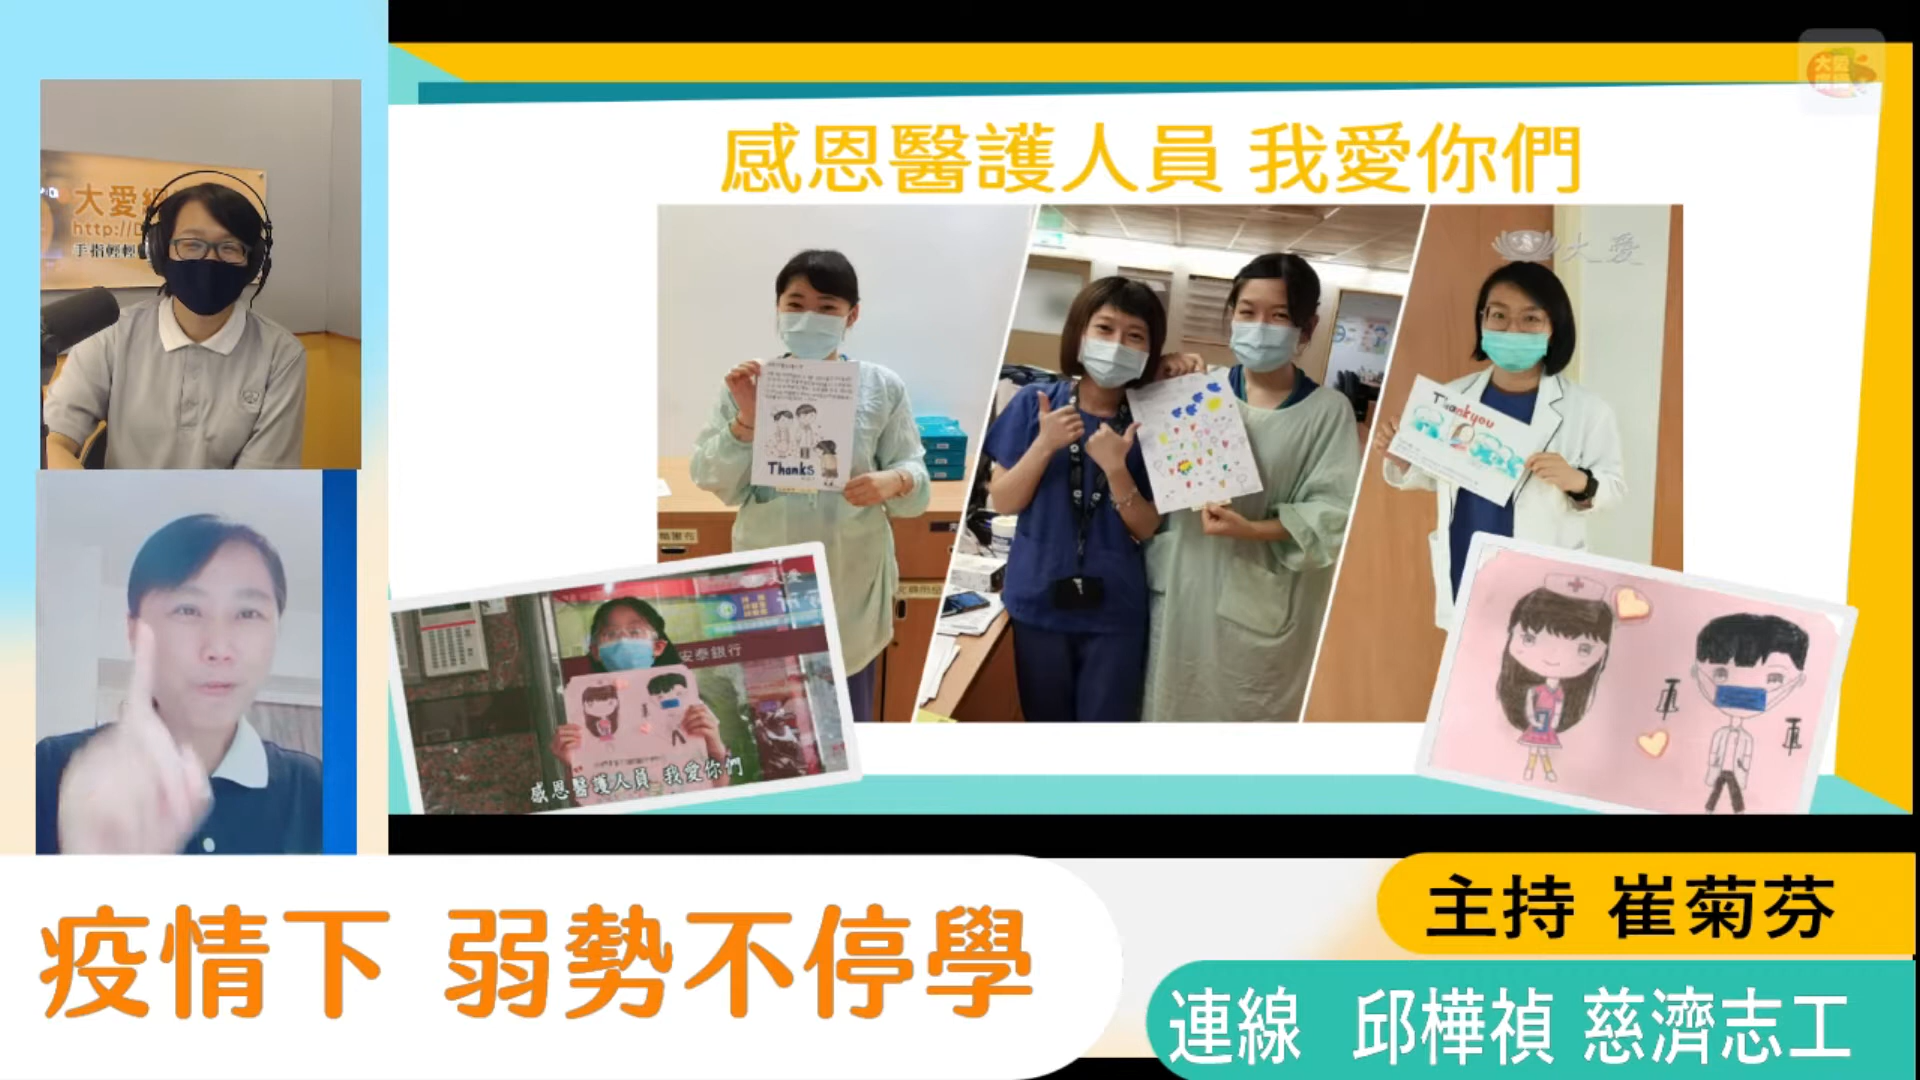 大愛網
http://D
手指輕輕
感恩醫護人員 我愛你們
大愛
Thanks
Thankyou
安泰銀行
感恩醫護人員 我愛你們
疫情下 弱勢不停學
主持 崔菊芬
連線 邱樺禎 慈濟志工